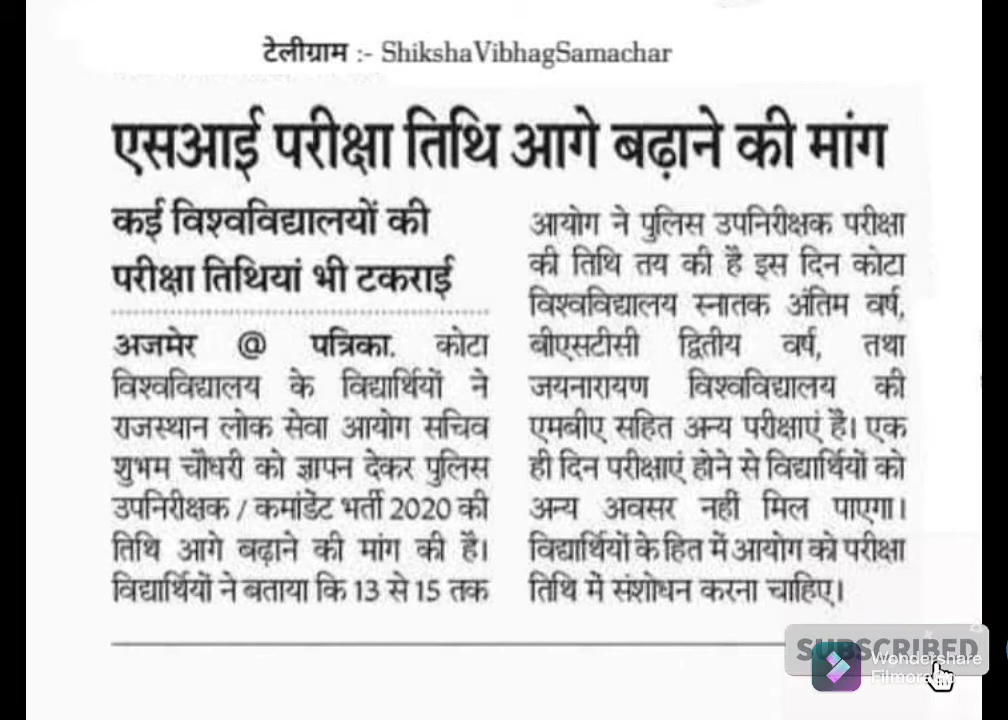 टेलीग्राम :- ShikshaVibhagSamachar
एसआई परीक्षा तिथि आगे बढ़ाने की मांग
कई विश्वविद्यालयों की
परीक्षा तिथियां भी टकराई
अजमेर @ पत्रिका. कोटा
विश्वविद्यालय के विद्यार्थियों ने
राजस्थान लोक सेवा आयोग सचिव
शुभम चौधरी को ज्ञापन देकर पुलिस
उपनिरीक्षक / कमांडेंट भर्ती 2020 की
तिथि आगे बढ़ाने की मांग की है।
विद्यार्थियों ने बताया कि 13 से 15 तक
आयोग ने पुलिस उपनिरीक्षक परीक्षा
की तिथि तय की है इस दिन कोटा
विश्वविद्यालय स्नातक अंतिम वर्ष,
बीएसटीसी द्वितीय वर्ष, तथा
जयनारायण विश्वविद्यालय की
एमबीए सहित अन्य परीक्षाएं है। एक
ही दिन परीक्षाएं होने से विद्यार्थियों को
अन्य अवसर नहीं मिल पाएगा।
विद्यार्थियों के हित में आयोग को परीक्षा
तिथि में संशोधन करना चाहिए।
SUBSCRIBED
Wondershare
Filmora